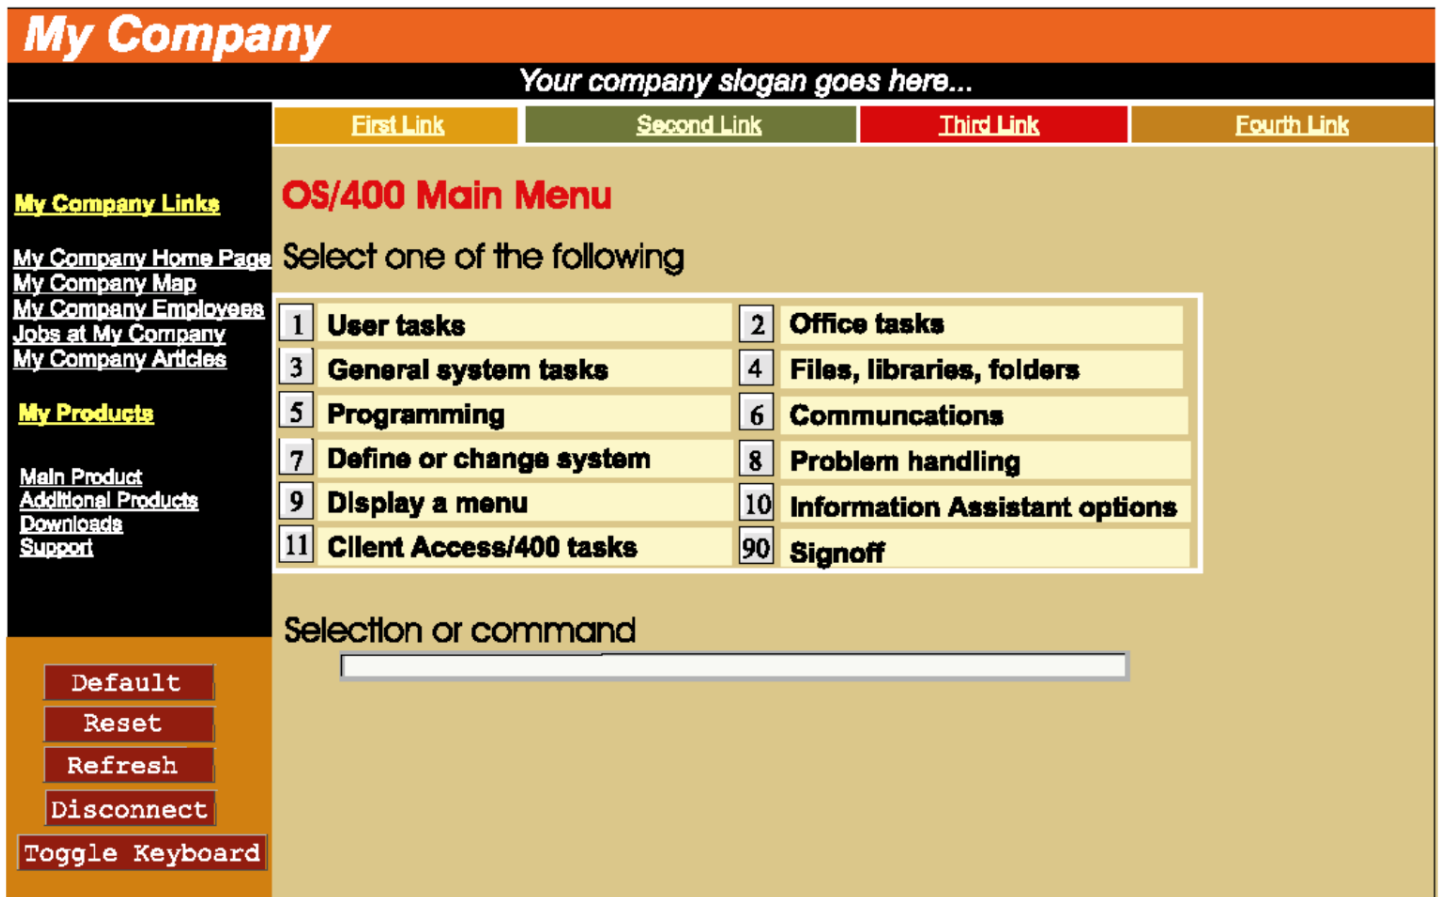 My Company
Your company slogan goes here...
First Link Second Link Third Link Fourth Link
My Company Links
My Company Home Page
My Company Map
My Company Employees
Jobs at My Company
My Company Articles
My Products
Main Product
Additional Products
Downloads
Support
Default
Reset
Refresh
Disconnect
Toggle Keyboard
OS/400 Main Menu
Select one of the following
1 User tasks 2 Office tasks
3 General system tasks 4 Files, libraries, folders
5 Programming 6 Communcations
7 Define or change system 8 Problem handling
9 Display a menu 10 Information Assistant options
11 Client Access/400 tasks 90 Signoff
Selection or command